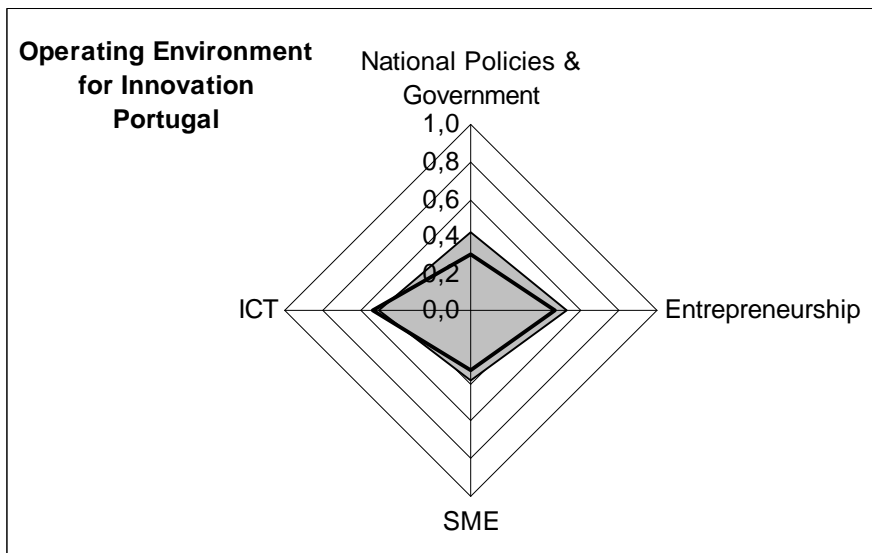 Operating Environment
for Innovation
Portugal
National Policies &
Government
1,0
0,8
0,6
0,4
0,2
0,0
ICT
Entrepreneurship
SME